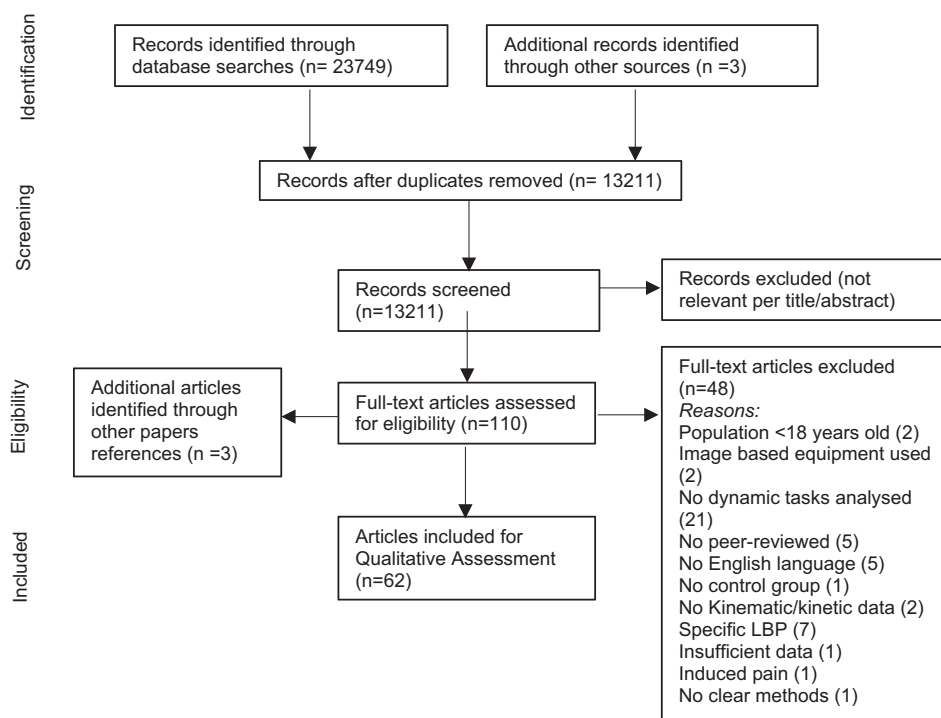 Identification
Records identified through
database searches (n= 23749)
Additional records identified
through other sources (n =3)
Screening
Records after duplicates removed (n= 13211)
Records screened
(n=13211)
Records excluded (not
relevant per title/abstract)
Eligibility
Additional articles
identified through
other papers
references (n =3)
Full-text articles assessed
for eligibility (n=110)
Full-text articles excluded
(n=48)
Reasons:
Population <18 years old (2)
Image based equipment used
(2)
No dynamic tasks analysed
(21)
No peer-reviewed (5)
No English language (5)
No control group (1)
No Kinematic/kinetic data (2)
Specific LBP (7)
Insufficient data (1)
Induced pain (1)
No clear methods (1)
Included
Articles included for
Qualitative Assessment
(n=62)